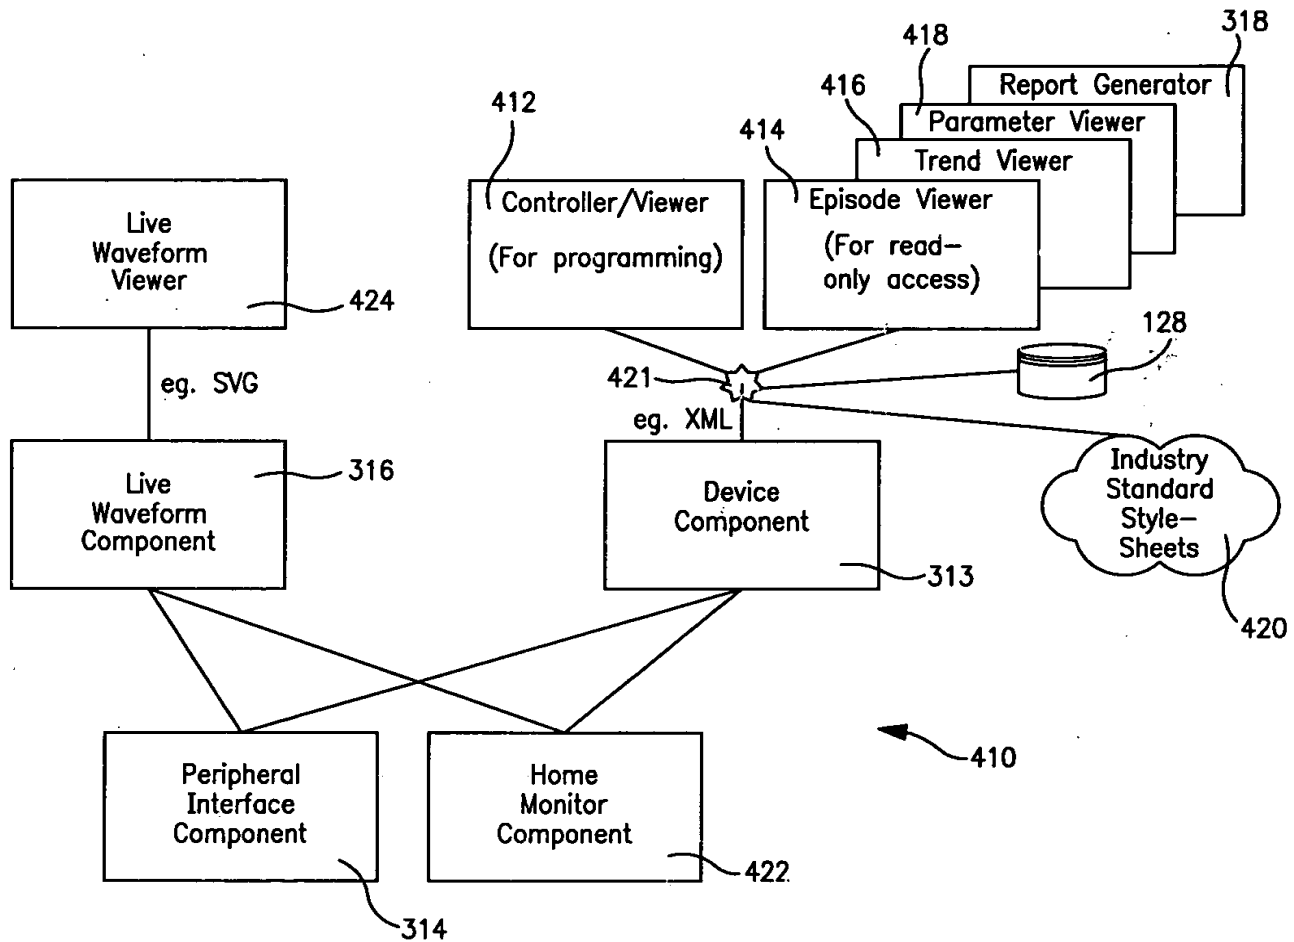 318
418
Report Generator
416
Parameter Viewer
412
414
Trend Viewer
Live
Waveform
Viewer
424
Controller/Viewer
(For programming)
Episode Viewer
(For read-
only access)
128
eg. SVG
421
eg. XML
Live
Waveform
Component
316
Device
Component
313
Industry
Standard
Style-
Sheets
420
Peripheral
Interface
Component
314
Home
Monitor
Component
422
410